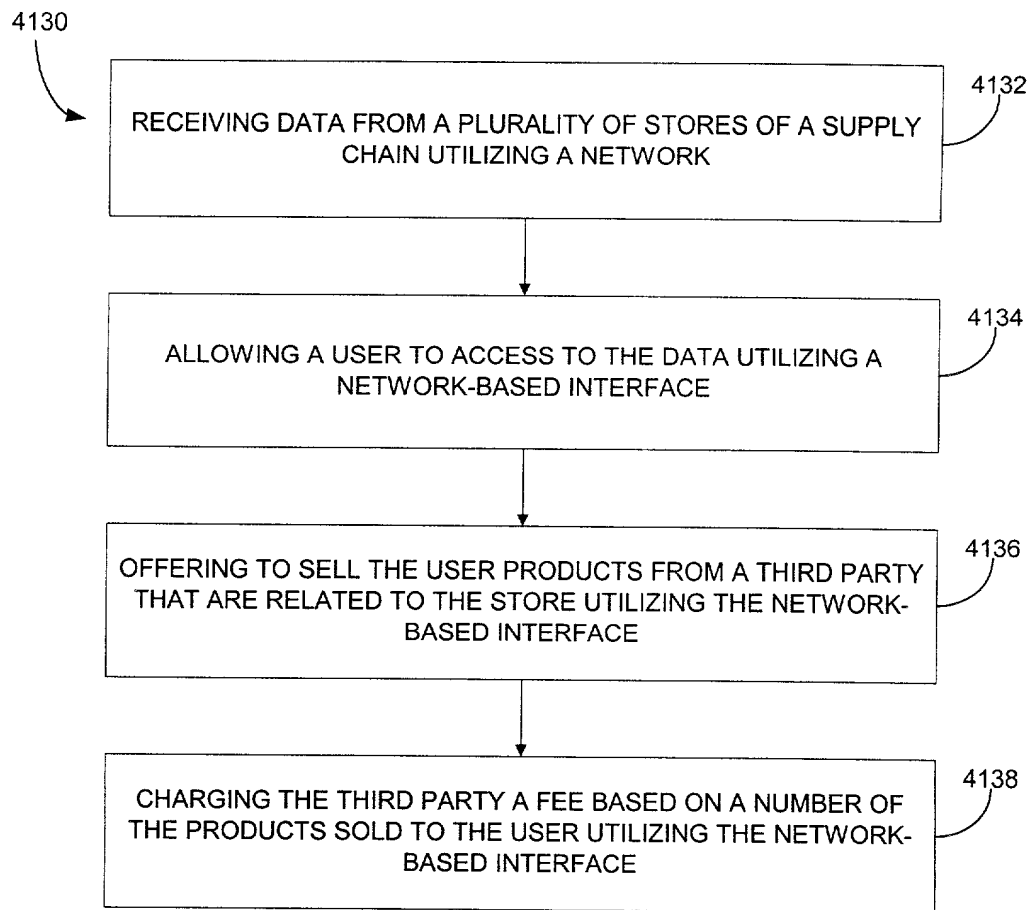 4130
4132
RECEIVING DATA FROM A PLURALITY OF STORES OF A SUPPLY
CHAIN UTILIZING A NETWORK
4134
ALLOWING A USER TO ACCESS TO THE DATA UTILIZING A
NETWORK-BASED INTERFACE
4136
OFFERING TO SELL THE USER PRODUCTS FROM A THIRD PARTY
THAT ARE RELATED TO THE STORE UTILIZING THE NETWORK-
BASED INTERFACE
4138
CHARGING THE THIRD PARTY A FEE BASED ON A NUMBER OF
THE PRODUCTS SOLD TO THE USER UTILIZING THE NETWORK-
BASED INTERFACE